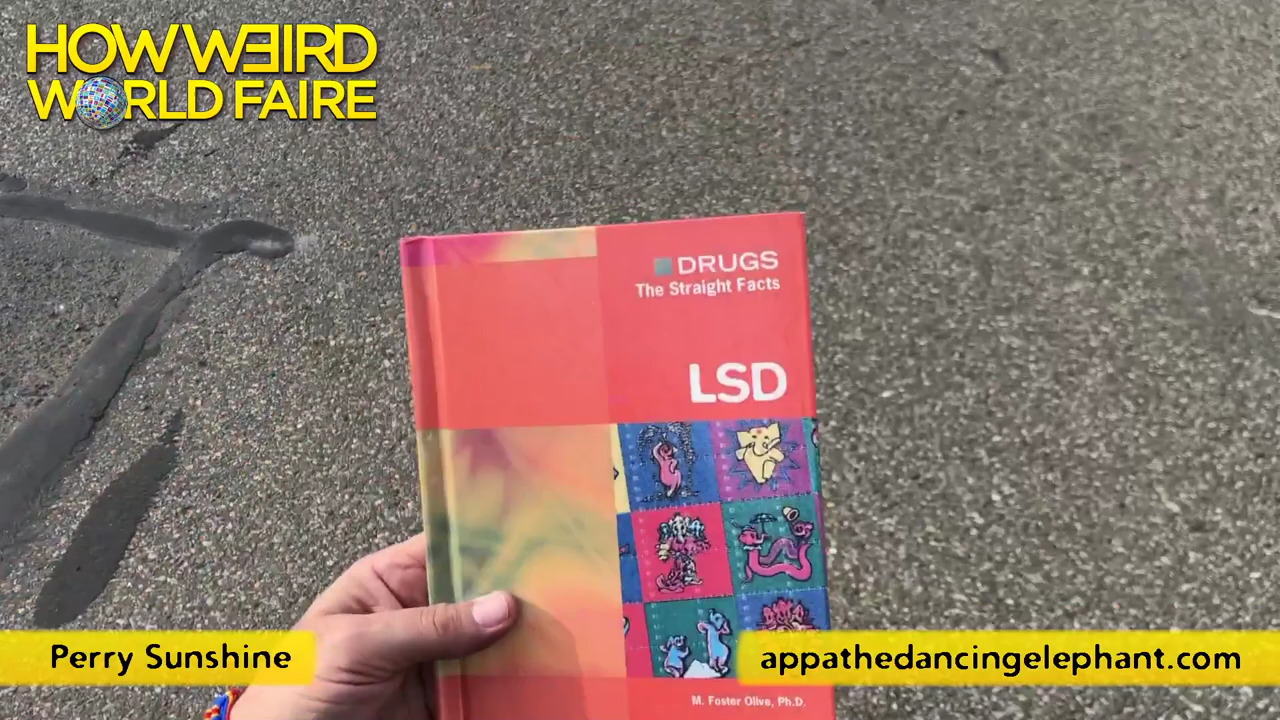 HOW WEIRD
WORLD FAIRE
DRUGS
The Straight Facts
LSD
M. Foster Olive, Ph.D.
Perry Sunshine
appathedancingelephant.com